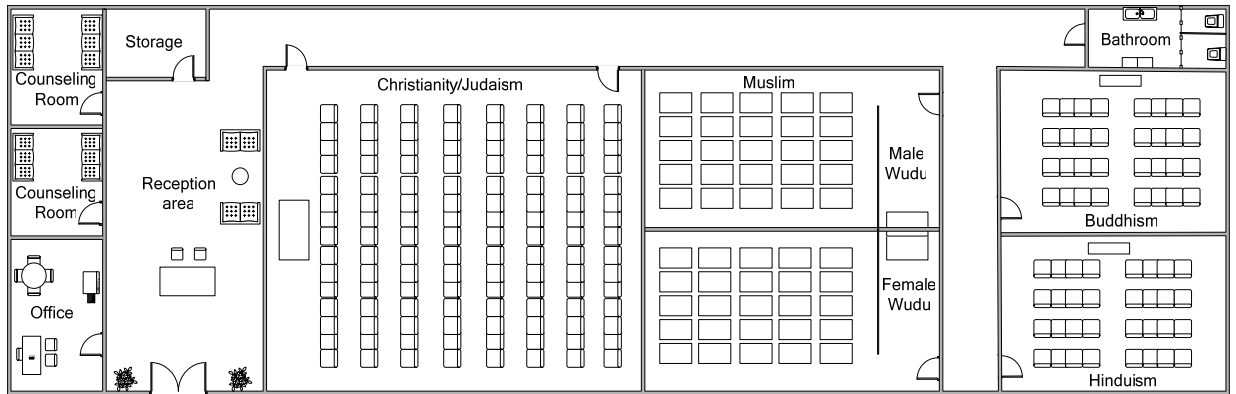 Counseling
Room
Storage
Christianity/Judaism
Muslim
Bathroom
Counseling
Room
Reception
area
Male
Wudu
Buddhism
Office
Female
Wudu
Hinduism